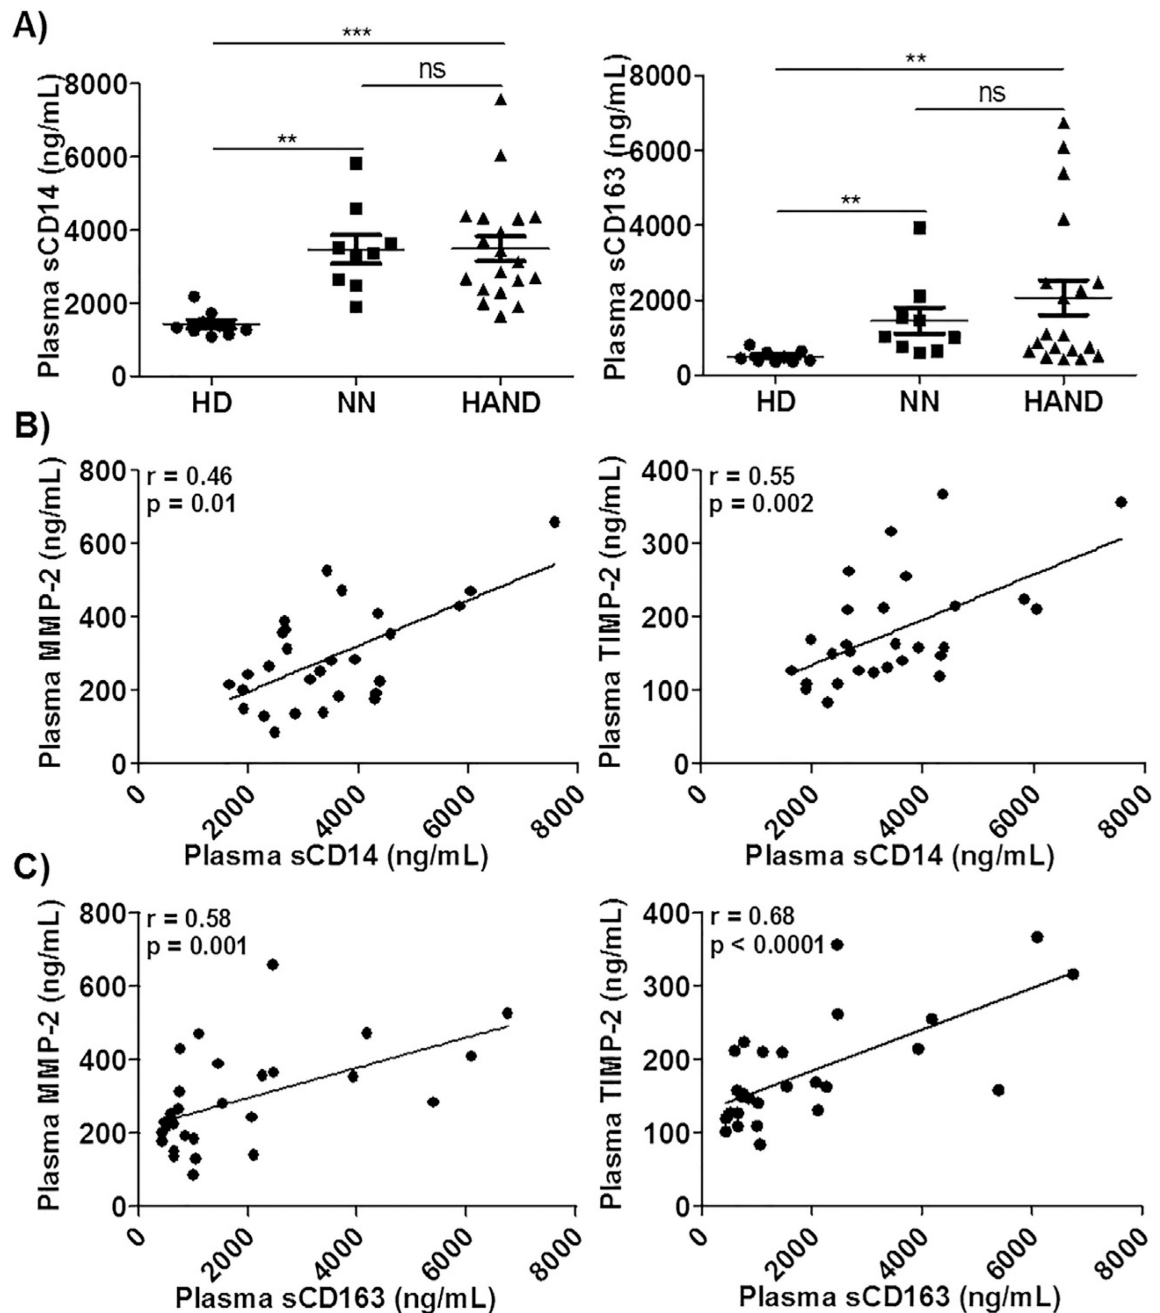 A)
***
ns
**
Plasma sCD14 (ng/mL)
8000
6000
4000
2000
0
HD
NN
HAND
**
ns
**
Plasma sCD163 (ng/mL)
8000
6000
4000
2000
0
HD
NN
HAND
B)
r = 0.46
p = 0.01
Plasma MMP-2 (ng/mL)
800
600
400
200
0
0
2000
4000
6000
8000
Plasma sCD14 (ng/mL)
r = 0.55
p = 0.002
Plasma TIMP-2 (ng/mL)
400
300
200
100
0
0
2000
4000
6000
8000
Plasma sCD14 (ng/mL)
C)
r = 0.58
p = 0.001
Plasma MMP-2 (ng/mL)
800
600
400
200
0
0
2000
4000
6000
8000
Plasma sCD163 (ng/mL)
r = 0.68
p < 0.0001
Plasma TIMP-2 (ng/mL)
400
300
200
100
0
0
2000
4000
6000
8000
Plasma sCD163 (ng/mL)